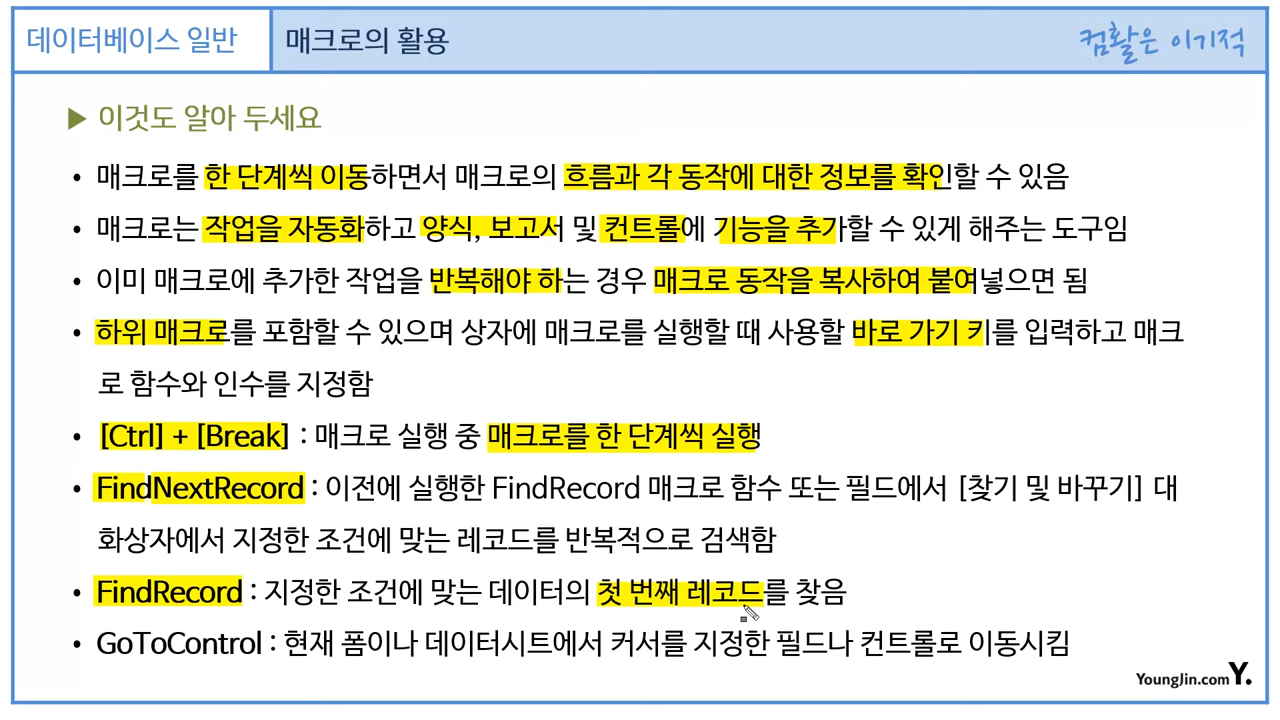 데이터베이스 일반
매크로의 활용
컴활은 이기적
▶ 이것도 알아 두세요
• 매크로를 한 단계씩 이동하면서 매크로의 흐름과 각 동작에 대한 정보를 확인할 수 있음
• 매크로는 작업을 자동화하고 양식, 보고서 및 컨트롤에 기능을 추가할 수 있게 해주는 도구임
• 이미 매크로에 추가한 작업을 반복해야 하는 경우 매크로 동작을 복사하여 붙여넣으면 됨
• 하위 매크로를 포함할 수 있으며 상자에 매크로를 실행할 때 사용할 바로 가기 키를 입력하고 매크
로 함수와 인수를 지정함
• [Ctrl] + [Break] : 매크로 실행 중 매크로를 한 단계씩 실행
• FindNextRecord : 이전에 실행한 FindRecord 매크로 함수 또는 필드에서 [찾기 및 바꾸기] 대
화상자에서 지정한 조건에 맞는 레코드를 반복적으로 검색함
• FindRecord : 지정한 조건에 맞는 데이터의 첫 번째 레코드를 찾음
• GoToControl : 현재 폼이나 데이터시트에서 커서를 지정한 필드나 컨트롤로 이동시킴
YoungJin.com Y.